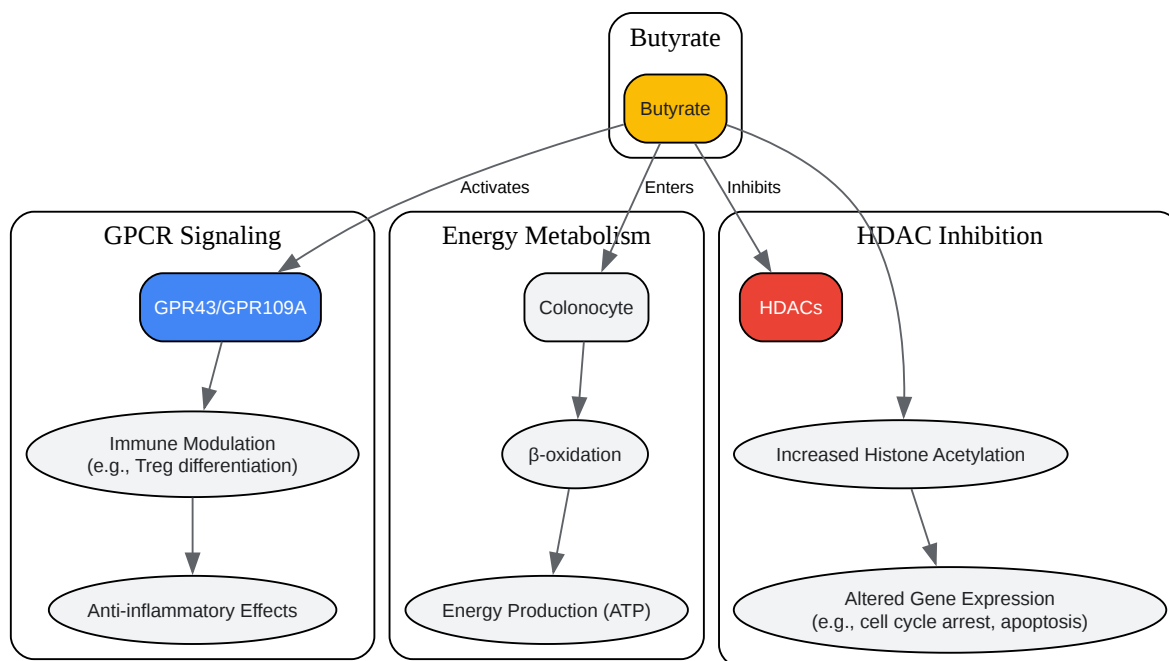 Butyrate
Butyrate
Activates
Enters
Inhibits
GPCR Signaling
Energy Metabolism
HDAC Inhibition
GPR43/GPR109A
Colonocyte
HDACs
Immune Modulation
(e.g., Treg differentiation)
β-oxidation
Increased Histone Acetylation
Anti-inflammatory Effects
Energy Production (ATP)
Altered Gene Expression
(e.g., cell cycle arrest, apoptosis)